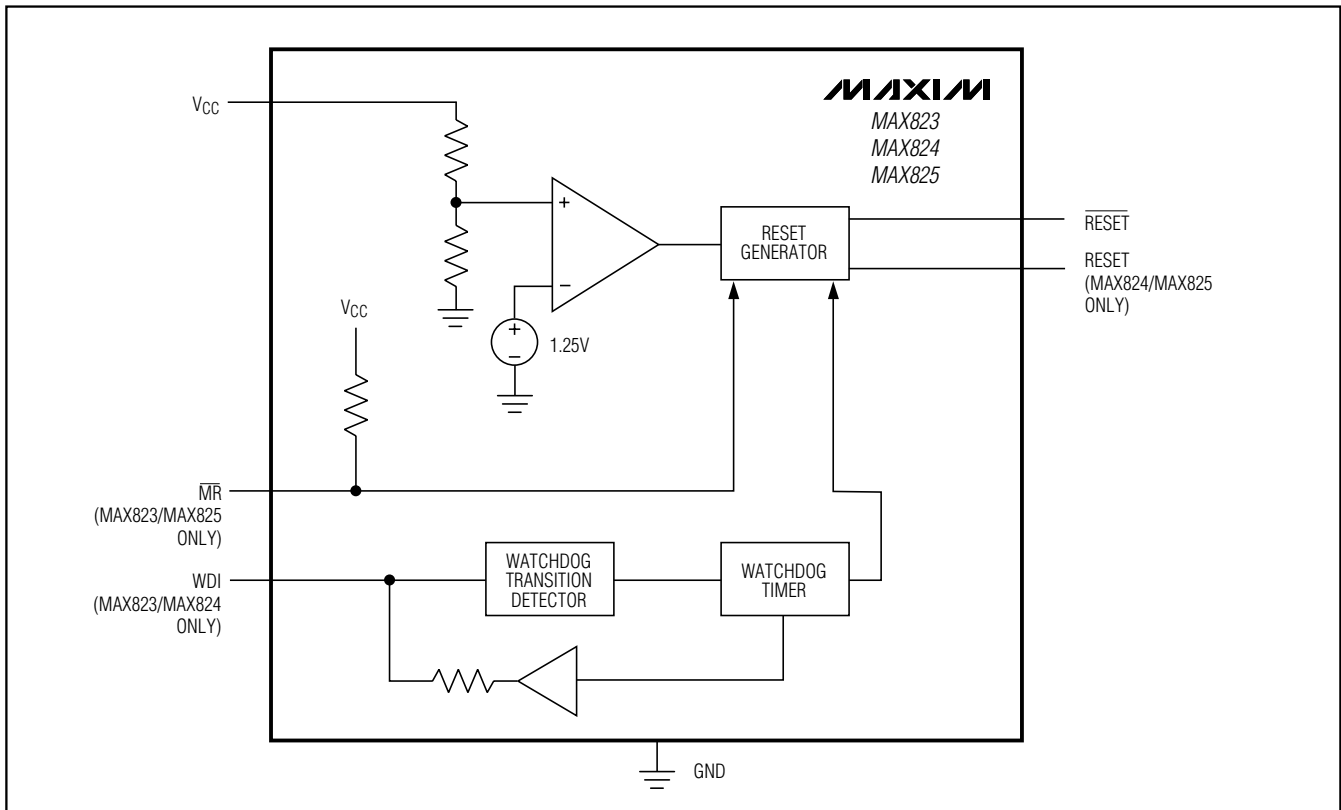 MAXIM
MAX823
MAX824
MAX825
VCC
+
−
RESET
GENERATOR
RESET
RESET
(MAX824/MAX825
ONLY)
+
−
1.25V
VCC
MR
(MAX823/MAX825
ONLY)
WDI
(MAX823/MAX824
ONLY)
WATCHDOG
TRANSITION
DETECTOR
WATCHDOG
TIMER
GND